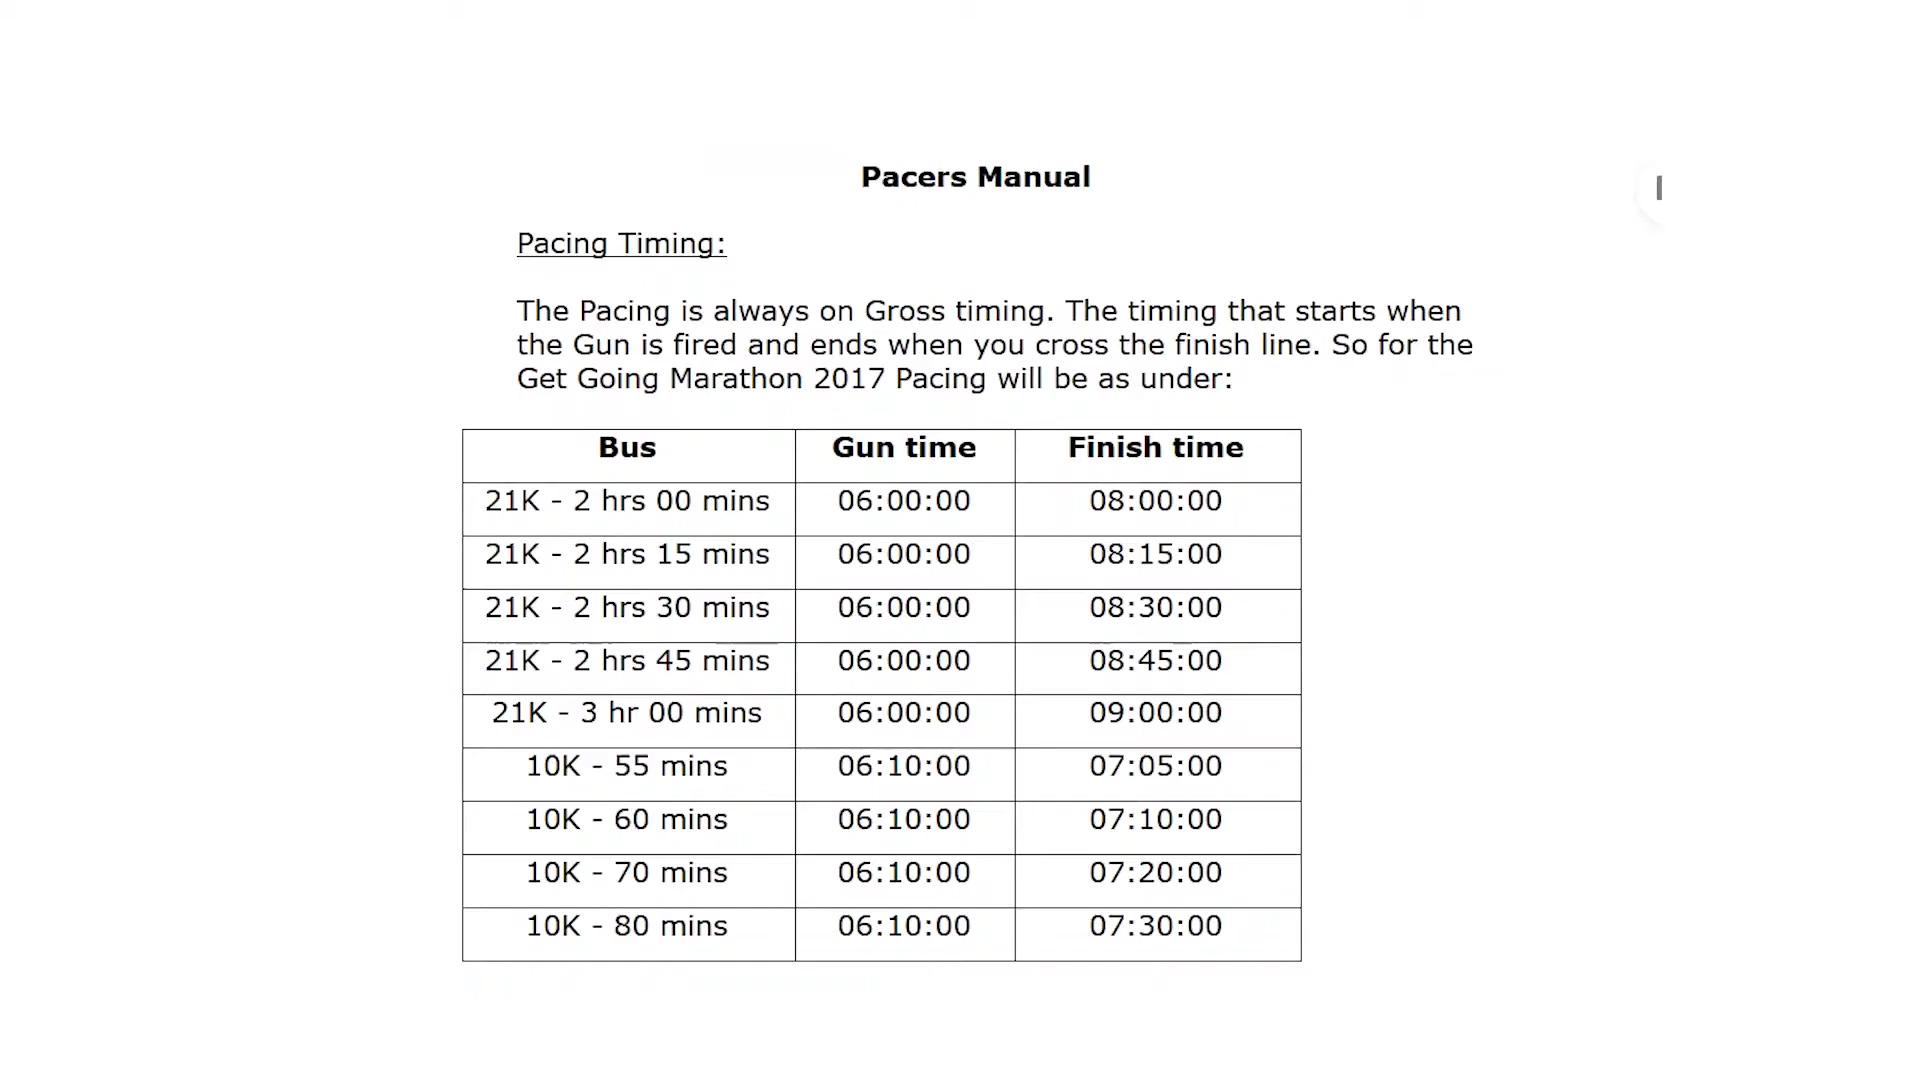 Pacers Manual
Pacing Timing:
The Pacing is always on Gross timing. The timing that starts when
the Gun is fired and ends when you cross the finish line. So for the
Get Going Marathon 2017 Pacing will be as under:
Bus Gun time Finish time
21K - 2 hrs 00 mins 06:00:00 08:00:00
21K - 2 hrs 15 mins 06:00:00 08:15:00
21K - 2 hrs 30 mins 06:00:00 08:30:00
21K - 2 hrs 45 mins 06:00:00 08:45:00
21K - 3 hr 00 mins 06:00:00 09:00:00
10K - 55 mins 06:10:00 07:05:00
10K - 60 mins 06:10:00 07:10:00
10K - 70 mins 06:10:00 07:20:00
10K - 80 mins 06:10:00 07:30:00